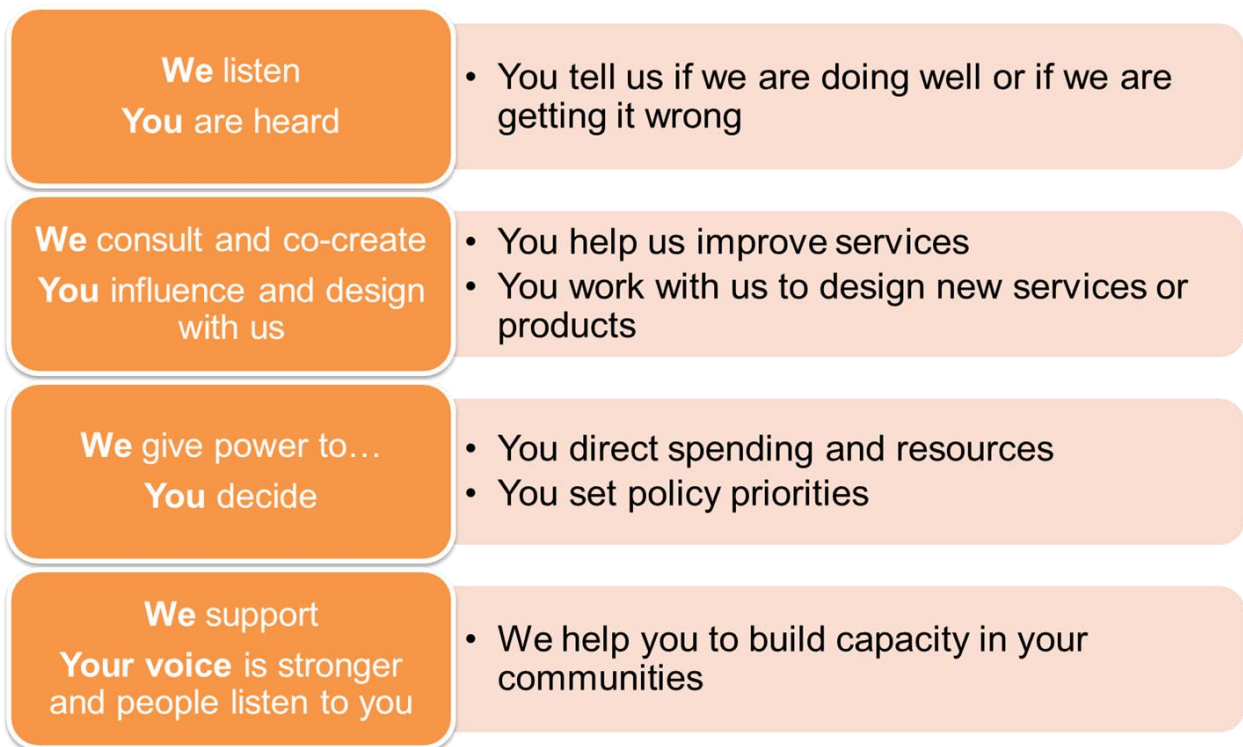 We listen
You are heard
• You tell us if we are doing well or if we are
getting it wrong
We consult and co-create
You influence and design
with us
• You help us improve services
• You work with us to design new services or
products
We give power to…
You decide
• You direct spending and resources
• You set policy priorities
We support
Your voice is stronger
and people listen to you
• We help you to build capacity in your
communities